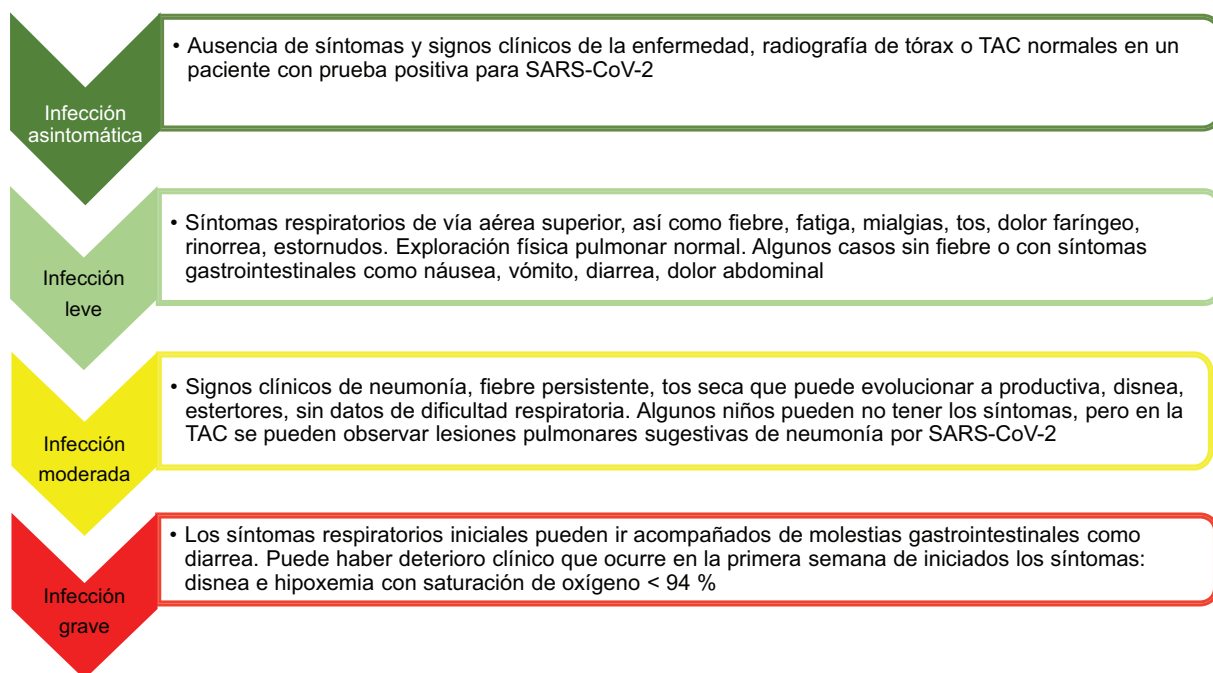 • Ausencia de síntomas y signos clínicos de la enfermedad, radiografía de tórax o TAC normales en un
paciente con prueba positiva para SARS-CoV-2
Infección
asintomática
• Síntomas respiratorios de vía aérea superior, así como fiebre, fatiga, mialgias, tos, dolor faríngeo,
rinorrea, estornudos. Exploración física pulmonar normal. Algunos casos sin fiebre o con síntomas
gastrointestinales como náusea, vómito, diarrea, dolor abdominal
Infección
leve
• Signos clínicos de neumonía, fiebre persistente, tos seca que puede evolucionar a productiva, disnea,
estertores, sin datos de dificultad respiratoria. Algunos niños pueden no tener los síntomas, pero en la
TAC se pueden observar lesiones pulmonares sugestivas de neumonía por SARS-CoV-2
Infección
moderada
• Los síntomas respiratorios iniciales pueden ir acompañados de molestias gastrointestinales como
diarrea. Puede haber deterioro clínico que ocurre en la primera semana de iniciados los síntomas:
disnea e hipoxemia con saturación de oxígeno < 94 %
Infección
grave